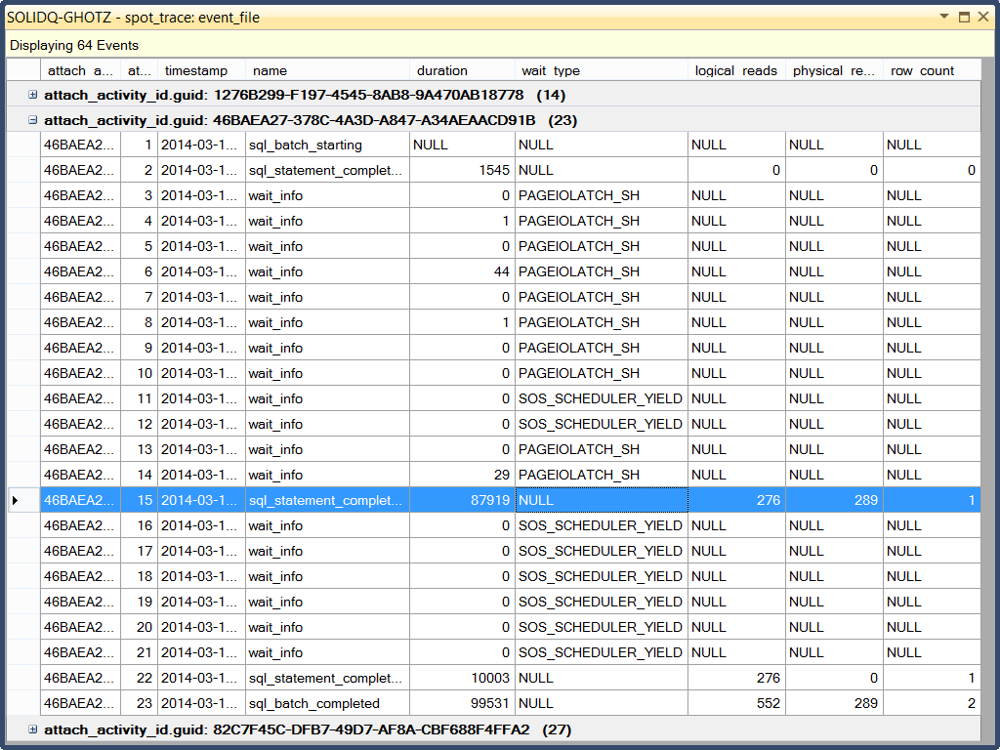 SOLIDQ-GHOTZ - spot_trace: event_file
Displaying 64 Events
attach_a... at... timestamp name duration wait_type logical_reads physical_re... row_count
attach_activity_id.guid: 1276B299-F197-4545-8AB8-9A470AB18778 (14)
attach_activity_id.guid: 46BAEA27-378C-4A3D-A847-A34AEAACD91B (23)
46BAEA2... 1 2014-03-1... sql_batch_starting NULL NULL NULL NULL NULL
46BAEA2... 2 2014-03-1... sql_statement_complet... 1545 NULL 0 0 0
46BAEA2... 3 2014-03-1... wait_info 0 PAGEIOLATCH_SH NULL NULL NULL
46BAEA2... 4 2014-03-1... wait_info 1 PAGEIOLATCH_SH NULL NULL NULL
46BAEA2... 5 2014-03-1... wait_info 0 PAGEIOLATCH_SH NULL NULL NULL
46BAEA2... 6 2014-03-1... wait_info 44 PAGEIOLATCH_SH NULL NULL NULL
46BAEA2... 7 2014-03-1... wait_info 0 PAGEIOLATCH_SH NULL NULL NULL
46BAEA2... 8 2014-03-1... wait_info 1 PAGEIOLATCH_SH NULL NULL NULL
46BAEA2... 9 2014-03-1... wait_info 0 PAGEIOLATCH_SH NULL NULL NULL
46BAEA2... 10 2014-03-1... wait_info 0 PAGEIOLATCH_SH NULL NULL NULL
46BAEA2... 11 2014-03-1... wait_info 0 SOS_SCHEDULER_YIELD NULL NULL NULL
46BAEA2... 12 2014-03-1... wait_info 0 SOS_SCHEDULER_YIELD NULL NULL NULL
46BAEA2... 13 2014-03-1... wait_info 0 PAGEIOLATCH_SH NULL NULL NULL
46BAEA2... 14 2014-03-1... wait_info 29 PAGEIOLATCH_SH NULL NULL NULL
46BAEA2... 15 2014-03-1... sql_statement_complet... 87919 NULL 276 289 1
46BAEA2... 16 2014-03-1... wait_info 0 SOS_SCHEDULER_YIELD NULL NULL NULL
46BAEA2... 17 2014-03-1... wait_info 0 SOS_SCHEDULER_YIELD NULL NULL NULL
46BAEA2... 18 2014-03-1... wait_info 0 SOS_SCHEDULER_YIELD NULL NULL NULL
46BAEA2... 19 2014-03-1... wait_info 0 SOS_SCHEDULER_YIELD NULL NULL NULL
46BAEA2... 20 2014-03-1... wait_info 0 SOS_SCHEDULER_YIELD NULL NULL NULL
46BAEA2... 21 2014-03-1... wait_info 0 SOS_SCHEDULER_YIELD NULL NULL NULL
46BAEA2... 22 2014-03-1... sql_statement_complet... 10003 NULL 276 0 1
46BAEA2... 23 2014-03-1... sql_batch_completed 99531 NULL 552 289 2
attach_activity_id.guid: 82C7F45C-DFB7-49D7-AF8A-CBF688F4FFA2 (27)